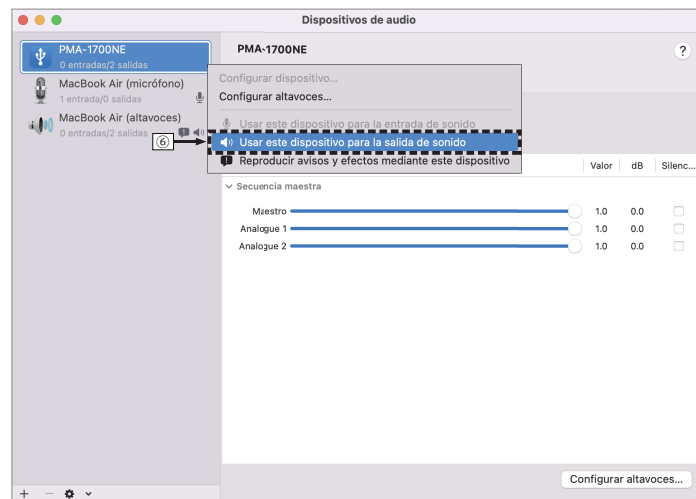 Dispositivos de audio
PMA-1700NE
0 entradas/2 salidas
MacBook Air (micrófono)
1 entrada/0 salidas
MacBook Air (altavoces)
0 entradas/2 salidas
⑥
PMA-1700NE
?
Configurar dispositivo...
Configurar altavoces...
Usar este dispositivo para la entrada de sonido
Usar este dispositivo para la salida de sonido
Reproducir avisos y efectos mediante este dispositivo
Valor dB Silenc...
Secuencia maestra
Maestro 1.0 0.0
Analogue 1 1.0 0.0
Analogue 2 1.0 0.0
Configurar altavoces...